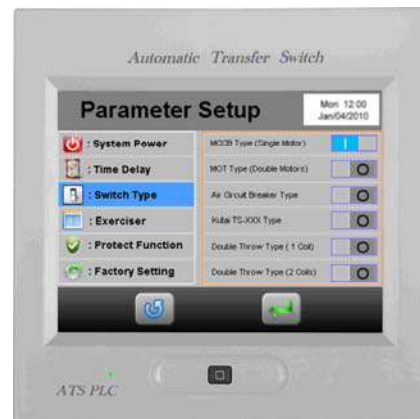 Automatic Transfer Switch
Parameter Setup
Mon 12:00
Jan/04/2010
: System Power
MCCB Type (Single Motor)
: Time Delay
MOT Type (Double Motors)
: Switch Type
Air Circuit Breaker Type
: Exerciser
Kutai TS-XXX Type
: Protect Function
Double Throw Type ( 1 Coil)
: Factory Setting
Double Throw Type (2 Coils)
ATS PLC